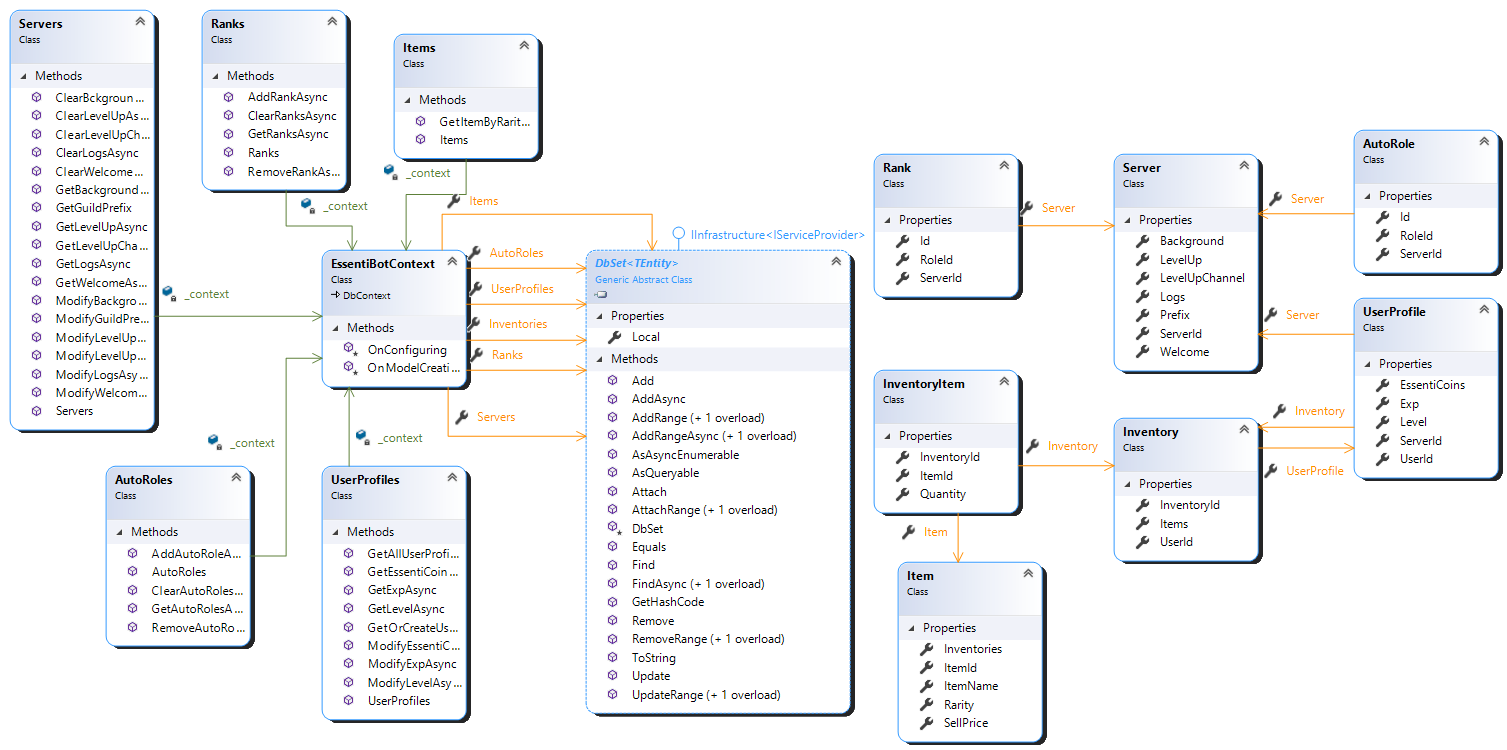 Servers
Class
Methods
ClearBckgroun ...
ClearLevelUpAs...
ClearLevelUpCh...
ClearLogsAsync
ClearWelcome...
GetBackground...
GetGuildPrefix
GetLevelUpAsync
GetLevelUpCha...
GetLogsAsync
GetWelcomeAs...
ModifyBackgro...
ModifyGuildPre...
ModifyLevelUp...
ModifyLevelUp...
ModifyLogsAsy...
ModifyWelcom...
Servers
Ranks
Class
Methods
AddRankAsync
ClearRanksAsync
GetRanksAsync
Ranks
RemoveRankAs...
Items
Class
Methods
GetItemByRarit...
Items
_context
_context
_context
_context
_context
EssentiBotContext
Class
DbContext
Methods
OnConfiguring
OnModelCreati...
AutoRoles
Class
Methods
AddAutoRoleA...
AutoRoles
ClearAutoRoles...
GetAutoRolesA...
RemoveAutoRo...
UserProfiles
Class
Methods
GetAllUserProfi...
GetEssentiCoin...
GetExpAsync
GetLevelAsync
GetOrCreateUs...
ModifyEssentiC...
ModifyExpAsync
ModifyLevelAsy...
UserProfiles
Items
AutoRoles
UserProfiles
Inventories
Ranks
Servers
IInfrastructure<IServiceProvider>
DbSet<TEntity>
Generic Abstract Class
Properties
Local
Methods
Add
AddAsync
AddRange (+ 1 overload)
AddRangeAsync (+ 1 overload)
AsAsyncEnumerable
AsQueryable
Attach
AttachRange (+ 1 overload)
DbSet
Equals
Find
FindAsync (+ 1 overload)
GetHashCode
Remove
RemoveRange (+ 1 overload)
ToString
Update
UpdateRange (+ 1 overload)
Rank
Class
Properties
Id
RoleId
ServerId
Server
Server
Class
Properties
Background
LevelUp
LevelUpChannel
Logs
Prefix
ServerId
Welcome
Server
AutoRole
Class
Properties
Id
RoleId
ServerId
Server
UserProfile
Class
Properties
EssentiCoins
Exp
Level
ServerId
UserId
Inventory
UserProfile
InventoryItem
Class
Properties
InventoryId
ItemId
Quantity
Inventory
Inventory
Class
Properties
InventoryId
Items
UserId
Item
Item
Class
Properties
Inventories
ItemId
ItemName
Rarity
SellPrice